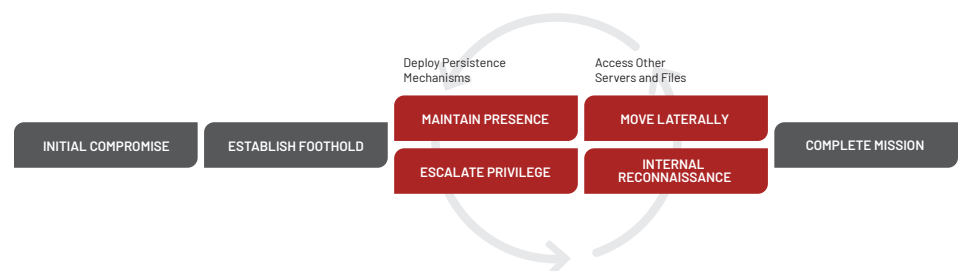 Deploy Persistence
Mechanisms
Access Other
Servers and Files
INITIAL COMPROMISE
ESTABLISH FOOTHOLD
MAINTAIN PRESENCE
MOVE LATERALLY
ESCALATE PRIVILEGE
INTERNAL
RECONNAISSANCE
COMPLETE MISSION